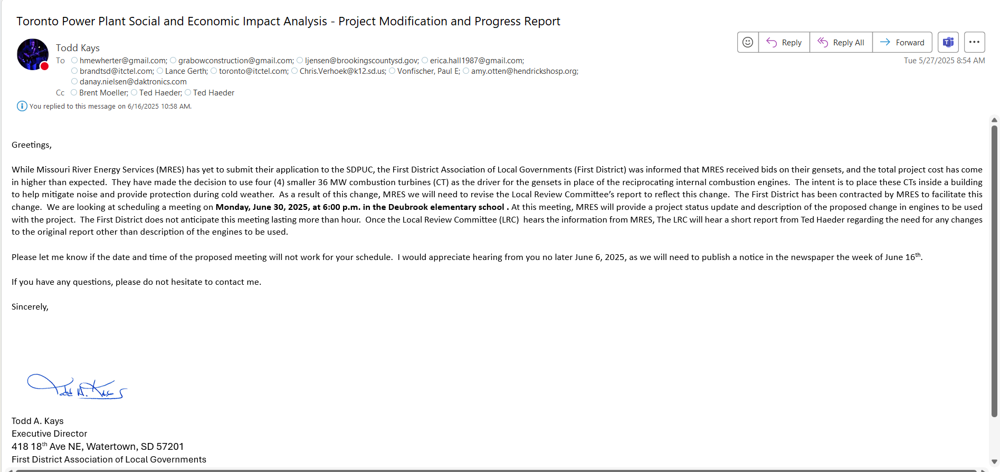 Toronto Power Plant Social and Economic Impact Analysis - Project Modification and Progress Report
Todd Kays
To hmewherter@gmail.com; grabowconstruction@gmail.com; ljensen@brookingscountysd.gov; erica.hall1987@gmail.com;
brandtsd@itctel.com; Lance Gerth; toronto@itctel.com; Chris.Verhoek@k12.sd.us; Vonfischer, Paul E; amy.otten@hendrickshosp.org;
danay.nielsen@daktronics.com
Cc Brent Moeller; Ted Haeder; Ted Haeder
Reply Reply All Forward
Tue 5/27/2025 8:54 AM
You replied to this message on 6/16/2025 10:58 AM.
Greetings,
While Missouri River Energy Services (MRES) has yet to submit their application to the SDPUC, the First District Association of Local Governments (First District) was informed that MRES received bids on their gensets, and the total project cost has come
in higher than expected.  They have made the decision to use four (4) smaller 36 MW combustion turbines (CT) as the driver for the gensets in place of the reciprocating internal combustion engines.  The intent is to place these CTs inside a building
to help mitigate noise and provide protection during cold weather.  As a result of this change, MRES we will need to revise the Local Review Committee's report to reflect this change.  The First District has been contracted by MRES to facilitate this
change.  We are looking at scheduling a meeting on Monday, June 30, 2025, at 6:00 p.m. in the Deubrook elementary school . At this meeting, MRES will provide a project status update and description of the proposed change in engines to be used
with the project.  The First District does not anticipate this meeting lasting more than hour.  Once the Local Review Committee (LRC)  hears the information from MRES, The LRC will hear a short report from Ted Haeder regarding the need for any changes
to the original report other than description of the engines to be used.
Please let me know if the date and time of the proposed meeting will not work for your schedule.  I would appreciate hearing from you no later June 6, 2025, as we will need to publish a notice in the newspaper the week of June 16th.
If you have any questions, please do not hesitate to contact me.
Sincerely,
Todd A. Kays
Todd A. Kays
Executive Director
418 18th Ave NE, Watertown, SD 57201
First District Association of Local Governments